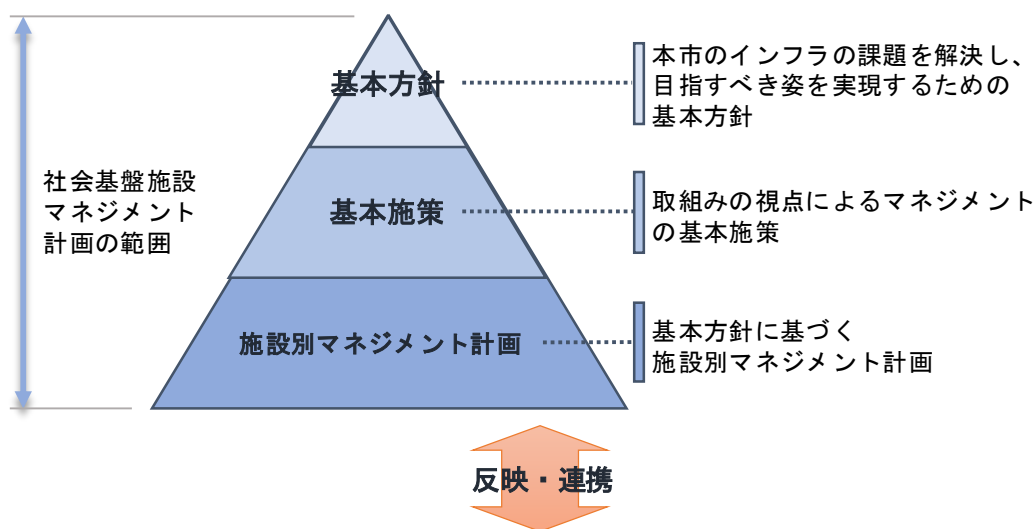 基本方針
本市のインフラの課題を解決し、
目指すべき姿を実現するための
基本方針
社会基盤施設
マネジメント
計画の範囲
基本施策
取組みの視点によるマネジメント
の基本施策
施設別マネジメント計画
基本方針に基づく
施設別マネジメント計画
反映・連携